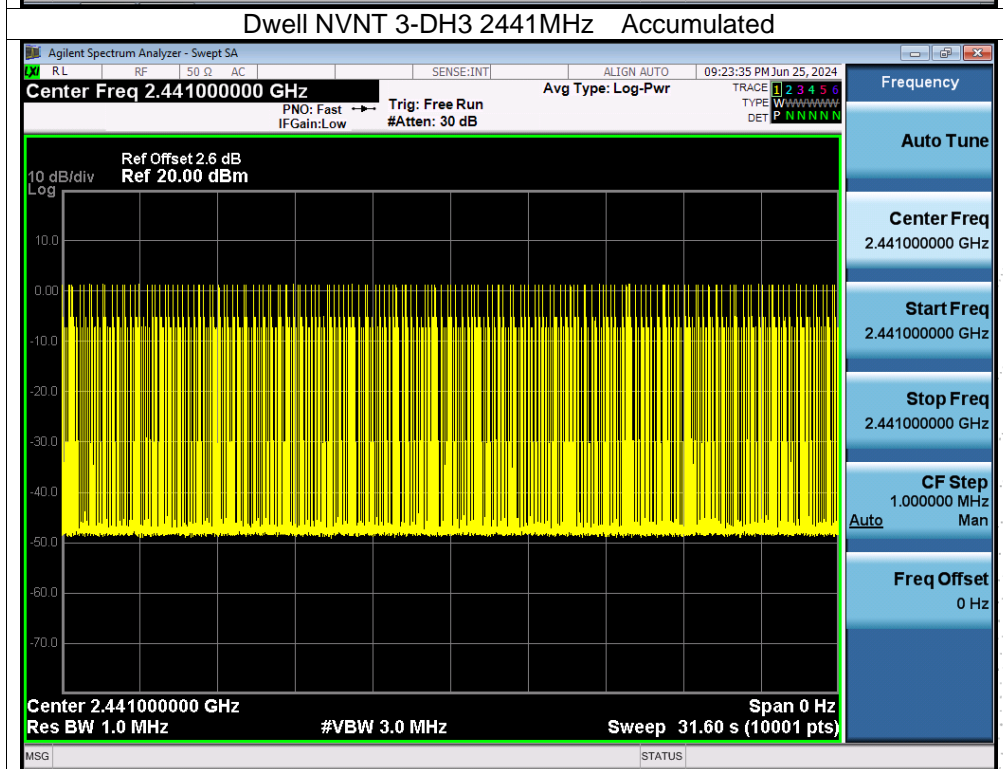 Dwell NVNT 3-DH3 2441MHz Accumulated
Agilent Spectrum Analyzer - Swept SA
LXI RL RF 50 Ω AC SENSE:INT ALIGN AUTO 09:23:35 PM Jun 25, 2024
Center Freq 2.441000000 GHz
PNO: Fast
IFGain:Low
Trig: Free Run
#Atten: 30 dB
Avg Type: Log-Pwr
TRACE 1 2 3 4 5 6
TYPE WWWWWWW
DET P N N N N N
Ref Offset 2.6 dB
10 dB/div Ref 20.00 dBm
Log
10.0
0.00
-10.0
-20.0
-30.0
-40.0
-50.0
-60.0
-70.0
Center 2.441000000 GHz Span 0 Hz
Res BW 1.0 MHz #VBW 3.0 MHz Sweep 31.60 s (10001 pts)
MSG STATUS
Frequency
Auto Tune
Center Freq
2.441000000 GHz
Start Freq
2.441000000 GHz
Stop Freq
2.441000000 GHz
CF Step
1.000000 MHz
Auto Man
Freq Offset
0 Hz